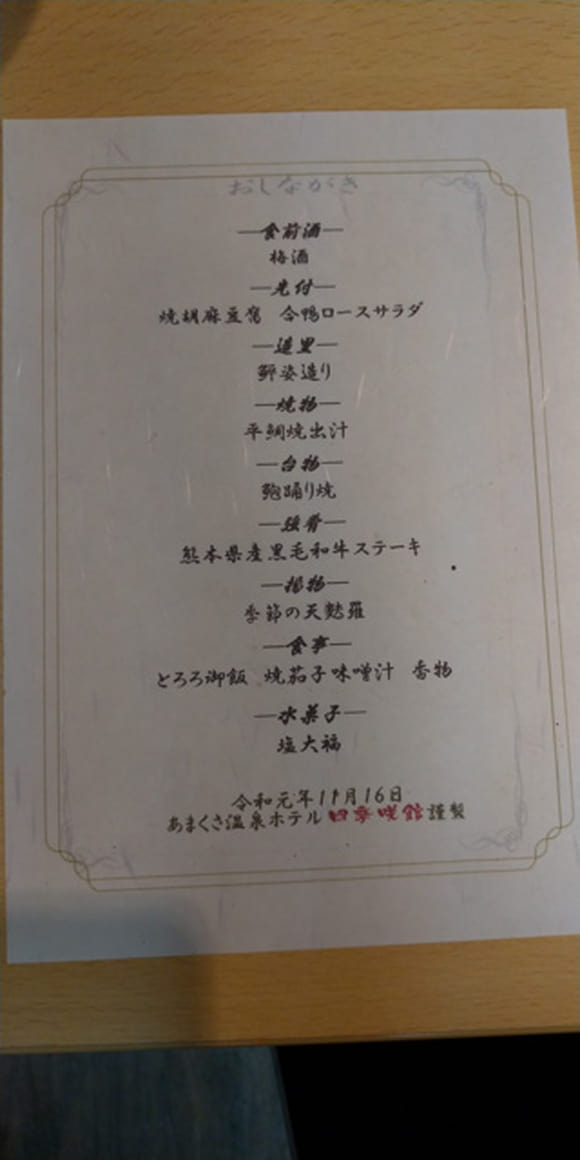 おしながき
―食前酒―
梅酒
―先付―
焼胡麻豆腐 合鴨ロースサラダ
―造里―
鮃姿造り
―焼物―
平鯛焼出汁
―台物―
鮑踊り焼
―強肴―
熊本県産黒毛和牛ステーキ
―揚物―
季節の天麩羅
―食事―
とろろ御飯 焼茄子味噌汁 香物
―水菓子―
塩大福
令和元年11月16日
あまくさ温泉ホテル四季咲館謹製